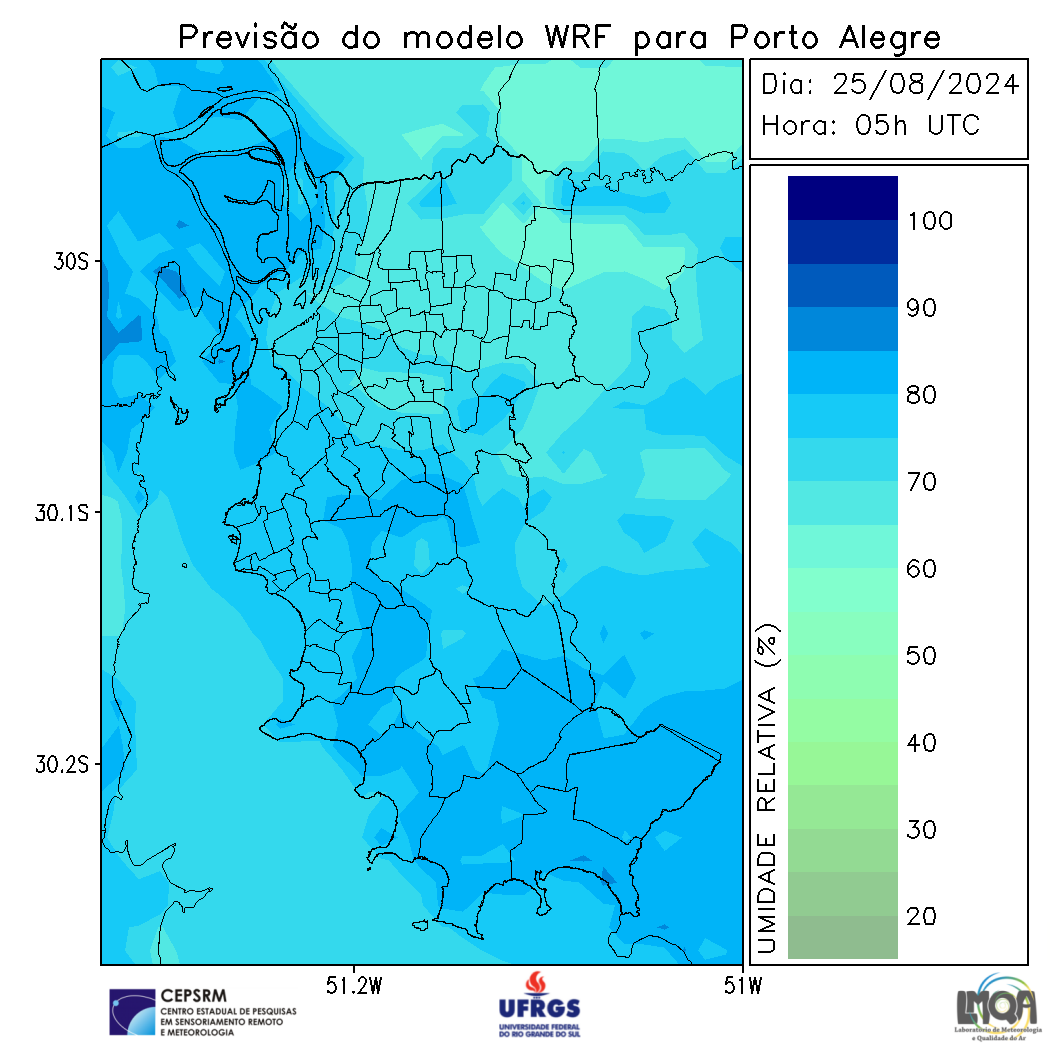 Previsão do modelo WRF para Porto Alegre
Dia: 25/08/2024
Hora: 05h UTC
30S
30.1S
30.2S
51.2W
51W
100
90
80
70
60
50
40
30
20
UMIDADE RELATIVA (%)
CEPSRM
CENTRO ESTADUAL DE PESQUISAS
EM SENSORIAMENTO REMOTO
E METEOROLOGIA
UFRGS
UNIVERSIDADE FEDERAL
DO RIO GRANDE DO SUL
LMQA
Laboratório de Meteorologia
e Qualidade do Ar